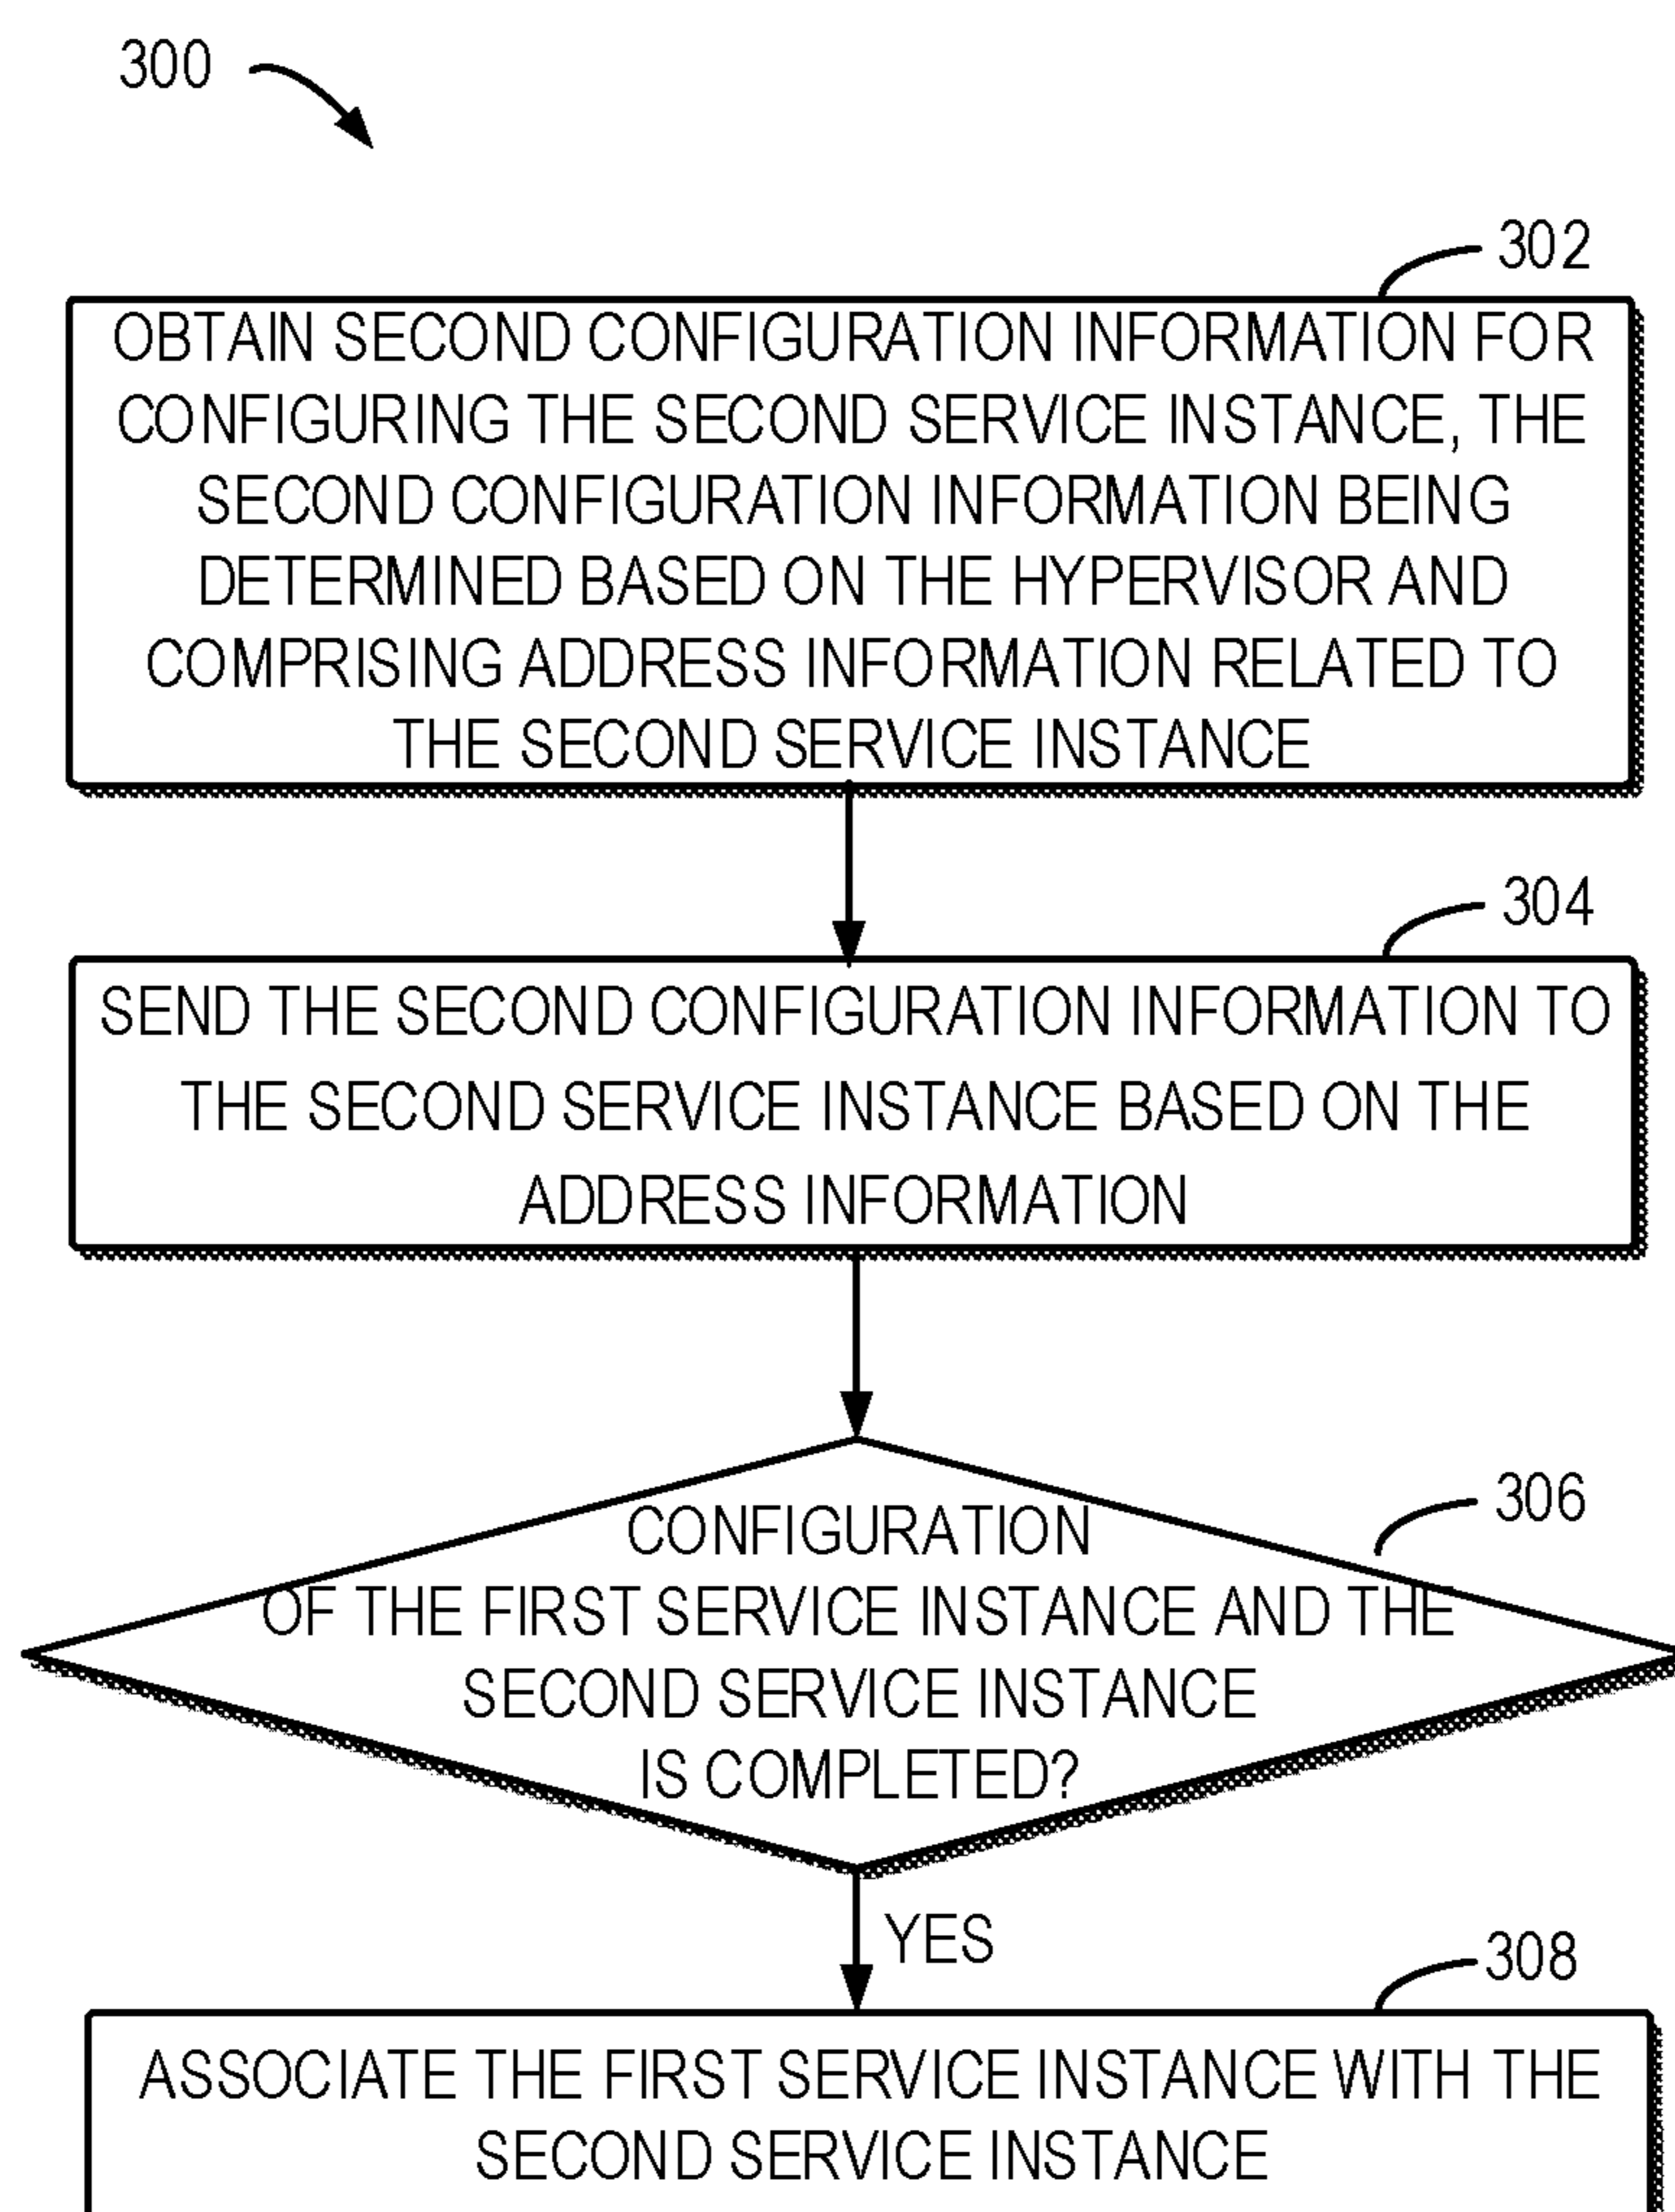 300
302
OBTAIN SECOND CONFIGURATION INFORMATION FOR
CONFIGURING THE SECOND SERVICE INSTANCE, THE
SECOND CONFIGURATION INFORMATION BEING
DETERMINED BASED ON THE HYPERVISOR AND
COMPRISING ADDRESS INFORMATION RELATED TO
THE SECOND SERVICE INSTANCE
304
SEND THE SECOND CONFIGURATION INFORMATION TO
THE SECOND SERVICE INSTANCE BASED ON THE
ADDRESS INFORMATION
306
CONFIGURATION
OF THE FIRST SERVICE INSTANCE AND THE
SECOND SERVICE INSTANCE
IS COMPLETED?
YES
308
ASSOCIATE THE FIRST SERVICE INSTANCE WITH THE
SECOND SERVICE INSTANCE